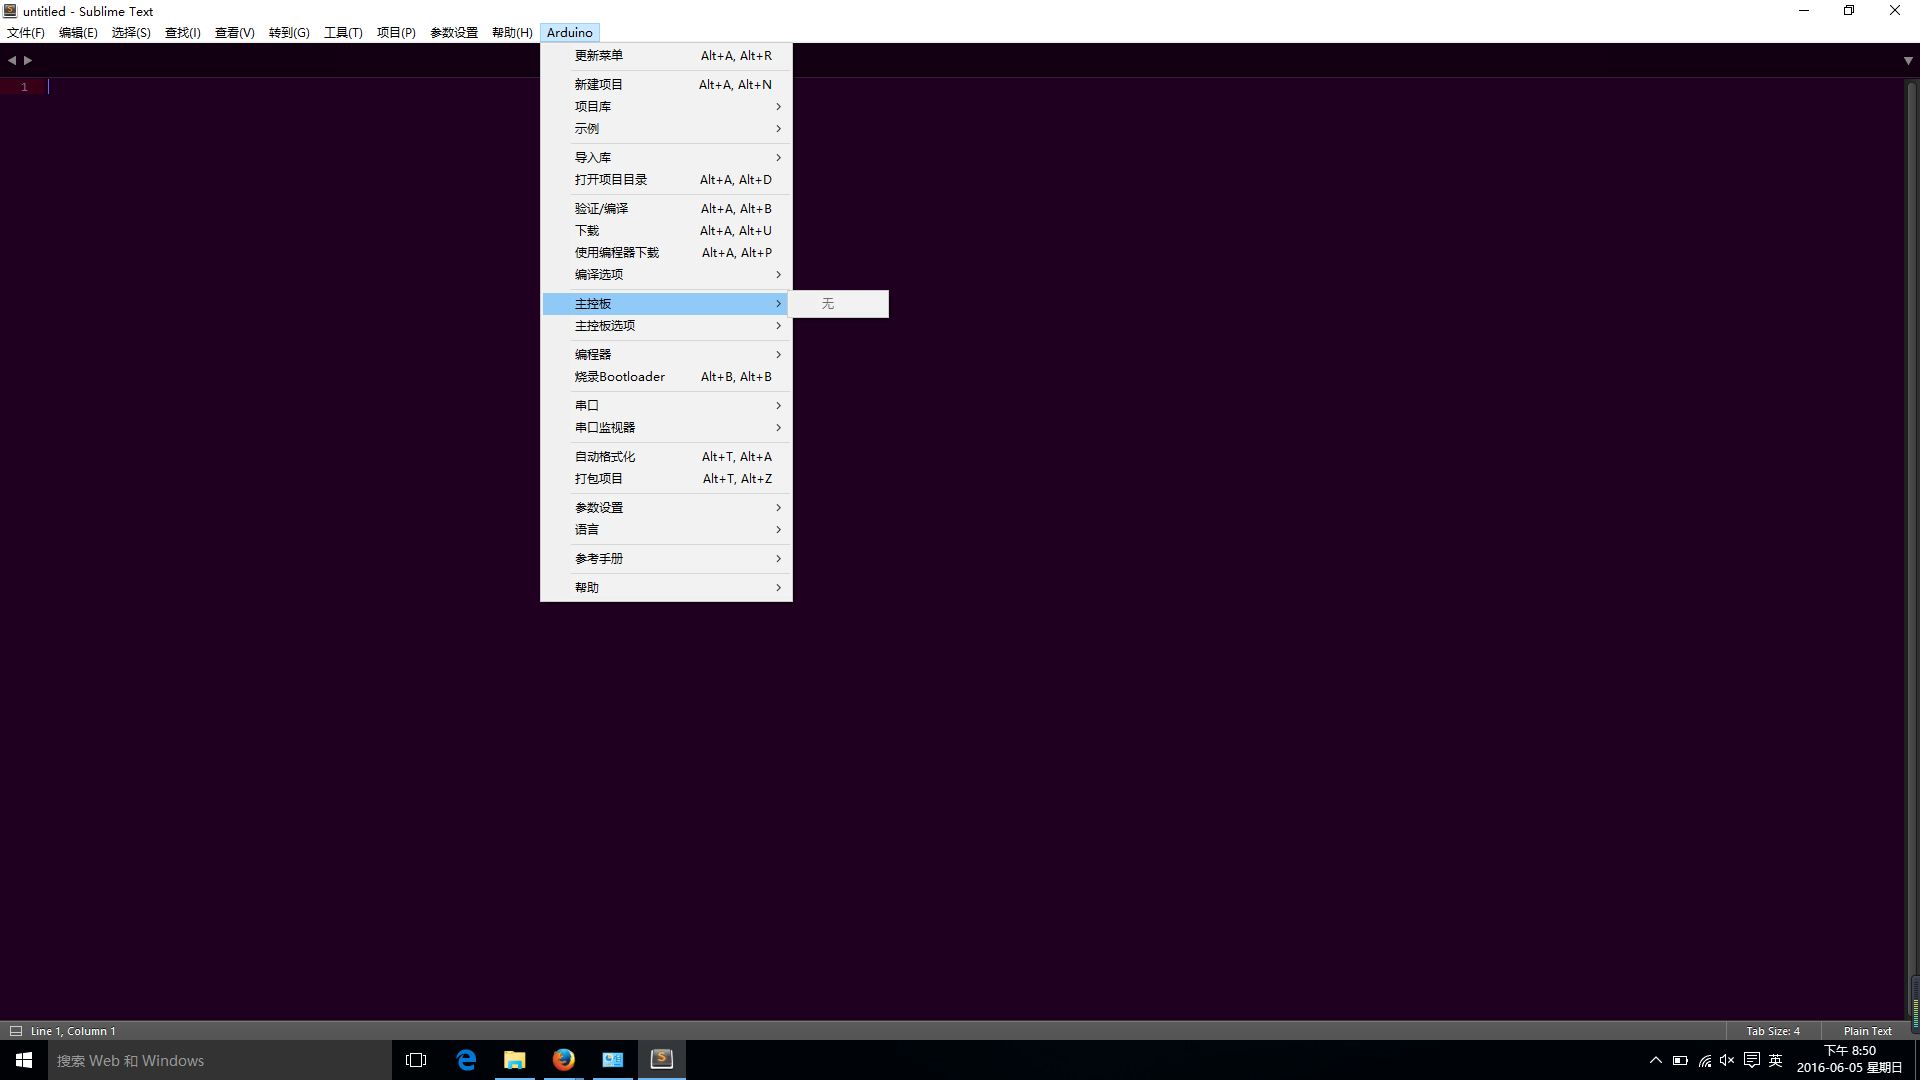 untitled - Sublime Text
文件(F) 编辑(E) 选择(S) 查找(I) 查看(V) 转到(G) 工具(T) 项目(P) 参数设置 帮助(H) Arduino
更新菜单 Alt+A, Alt+R
新建项目 Alt+A, Alt+N
项目库
示例
导入库
打开项目目录 Alt+A, Alt+D
验证/编译 Alt+A, Alt+B
下载 Alt+A, Alt+U
使用编程器下载 Alt+A, Alt+P
编译选项
主控板 无
主控板选项
编程器
烧录Bootloader Alt+B, Alt+B
串口
串口监视器
自动格式化 Alt+T, Alt+A
打包项目 Alt+T, Alt+Z
参数设置
语言
参考手册
帮助
1
Line 1, Column 1 Tab Size: 4 Plain Text
搜索 Web 和 Windows
英
下午 8:50
2016-06-05 星期日